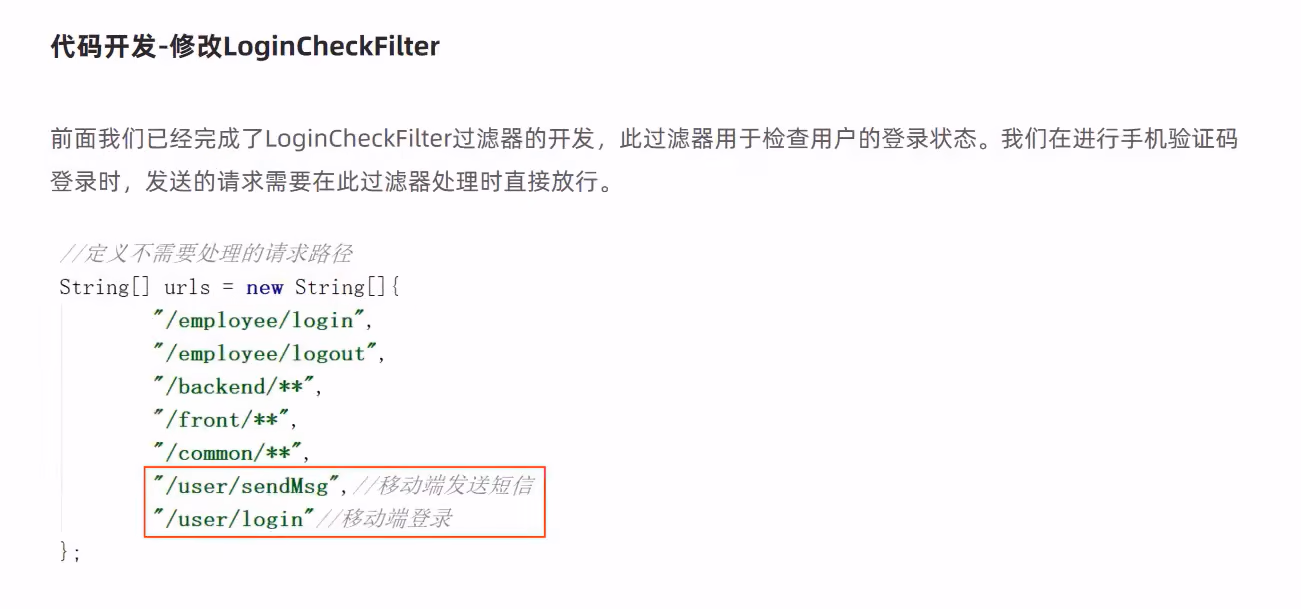 代码开发-修改LoginCheckFilter
前面我们已经完成了LoginCheckFilter过滤器的开发，此过滤器用于检查用户的登录状态。我们在进行手机验证码
登录时，发送的请求需要在此过滤器处理时直接放行。
//定义不需要处理的请求路径
String[] urls = new String[]{
"/employee/login",
"/employee/logout",
"/backend/**",
"/front/**",
"/common/**",
"/user/sendMsg",//移动端发送短信
"/user/login"//移动端登录
};